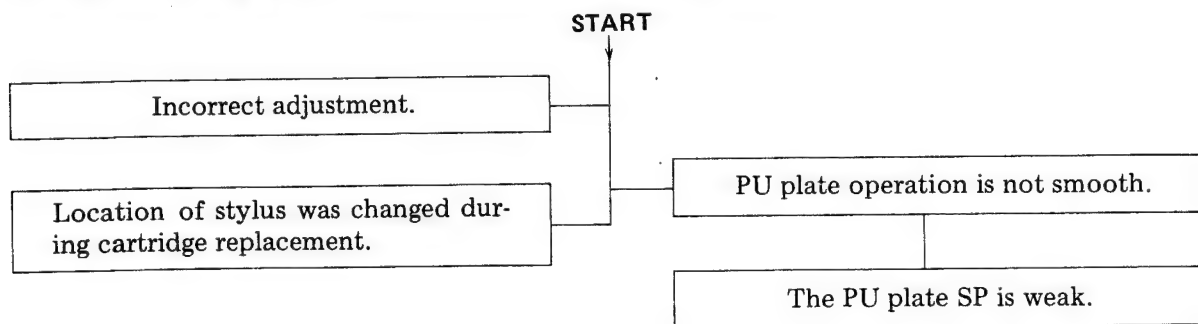 START
Incorrect adjustment.
Location of stylus was changed dur-
ing cartridge replacement.
PU plate operation is not smooth.
The PU plate SP is weak.